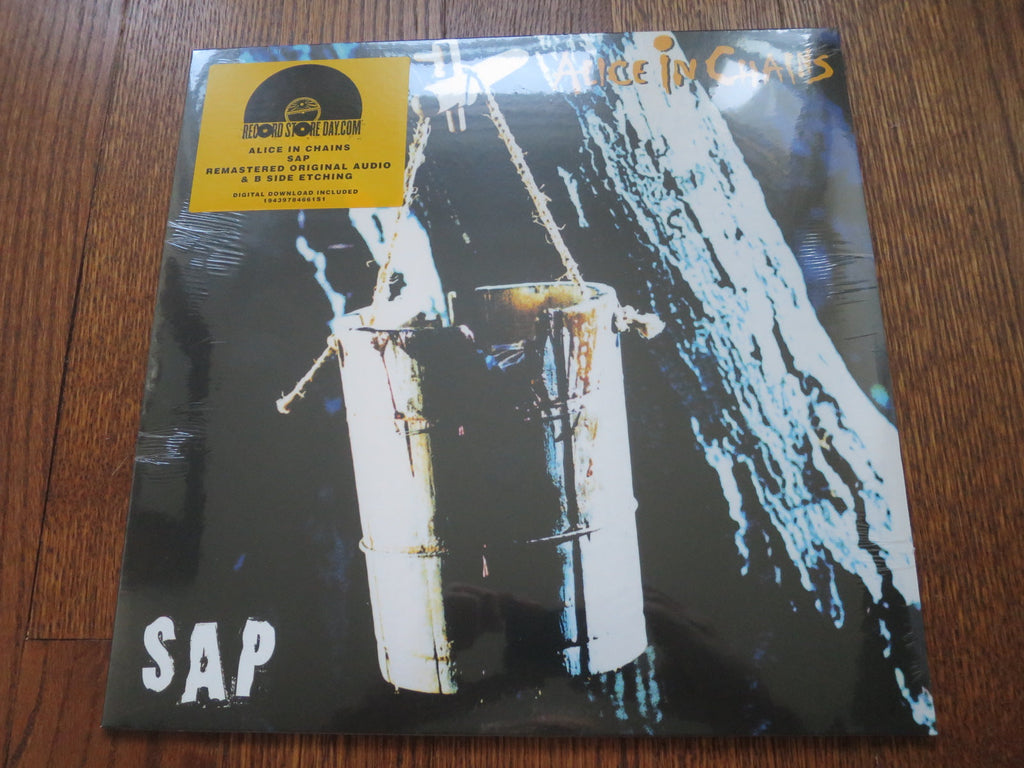 ALICE IN CHAINS
RECORD STORE DAY.COM
ALICE IN CHAINS
SAP
REMASTERED ORIGINAL AUDIO
& B SIDE ETCHING
DIGITAL DOWNLOAD INCLUDED
19439784661S1
SAP